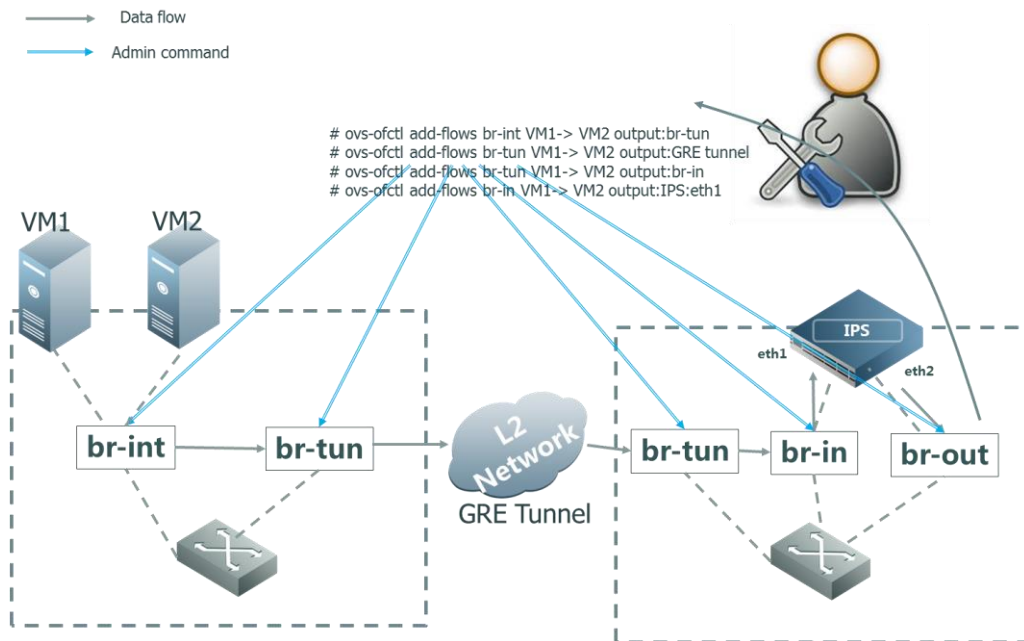 Data flow
Admin command
# ovs-ofctl add-flows br-int VM1-> VM2 output:br-tun
# ovs-ofctl add-flows br-tun VM1-> VM2 output:GRE tunnel
# ovs-ofctl add-flows br-tun VM1-> VM2 output:br-in
# ovs-ofctl add-flows br-in VM1-> VM2 output:IPS:eth1
VM1 VM2
IPS
eth1
eth2
br-int
br-tun
L2
Network
GRE Tunnel
br-tun
br-in
br-out